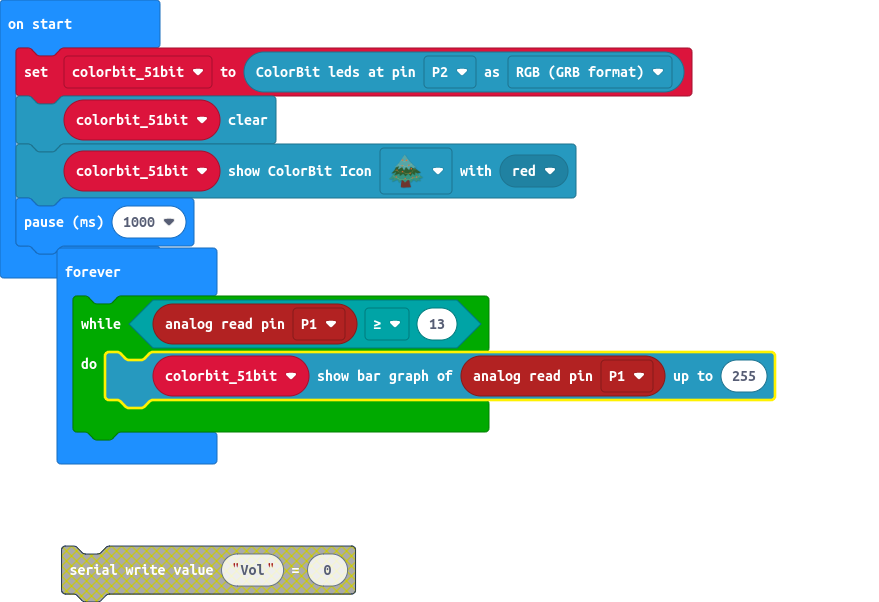 on start
set colorbit_51bit to ColorBit leds at pin P2 as RGB (GRB format)
colorbit_51bit clear
colorbit_51bit show ColorBit Icon with red
pause (ms) 1000
forever
while analog read pin P1 ≥ 13
do
colorbit_51bit show bar graph of analog read pin P1 up to 255
serial write value "Vol" = 0